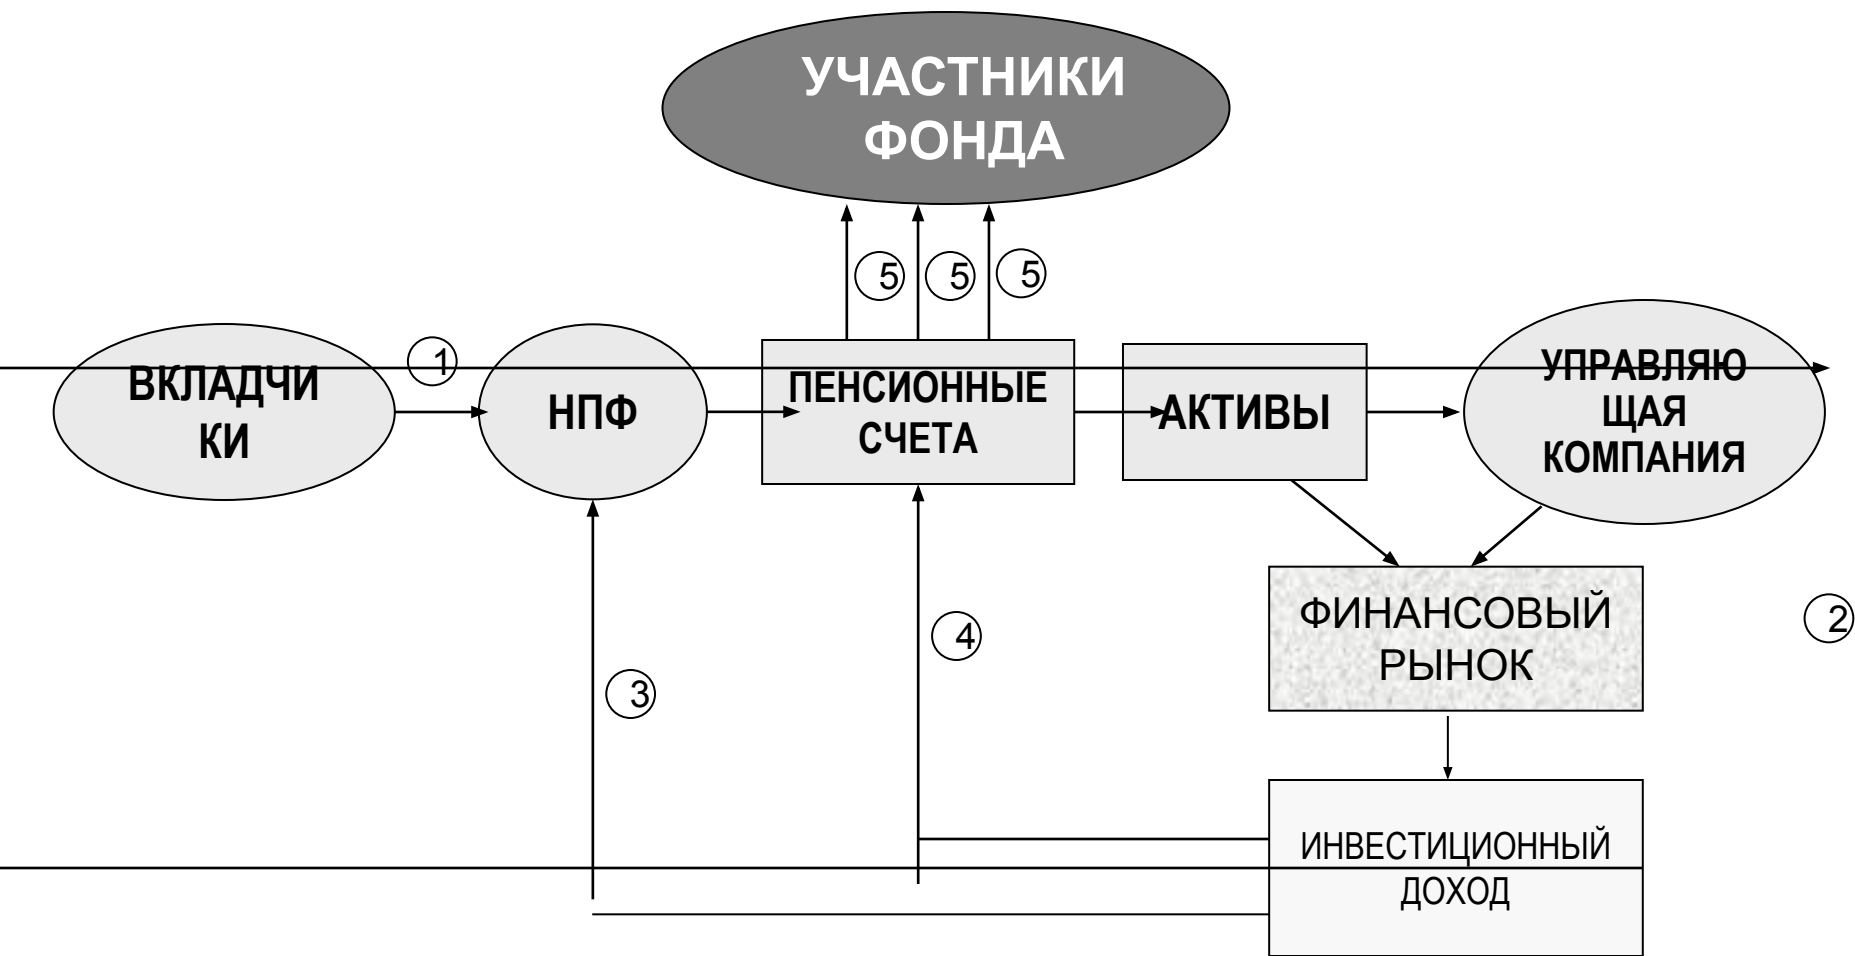 УЧАСТНИКИ
ФОНДА
5
5
5
1
ВКЛАДЧИ
КИ
НПФ
ПЕНСИОННЫЕ
СЧЕТА
АКТИВЫ
УПРАВЛЯЮ
ЩАЯ
КОМПАНИЯ
ФИНАНСОВЫЙ
РЫНОК
2
4
3
ИНВЕСТИЦИОННЫЙ
ДОХОД